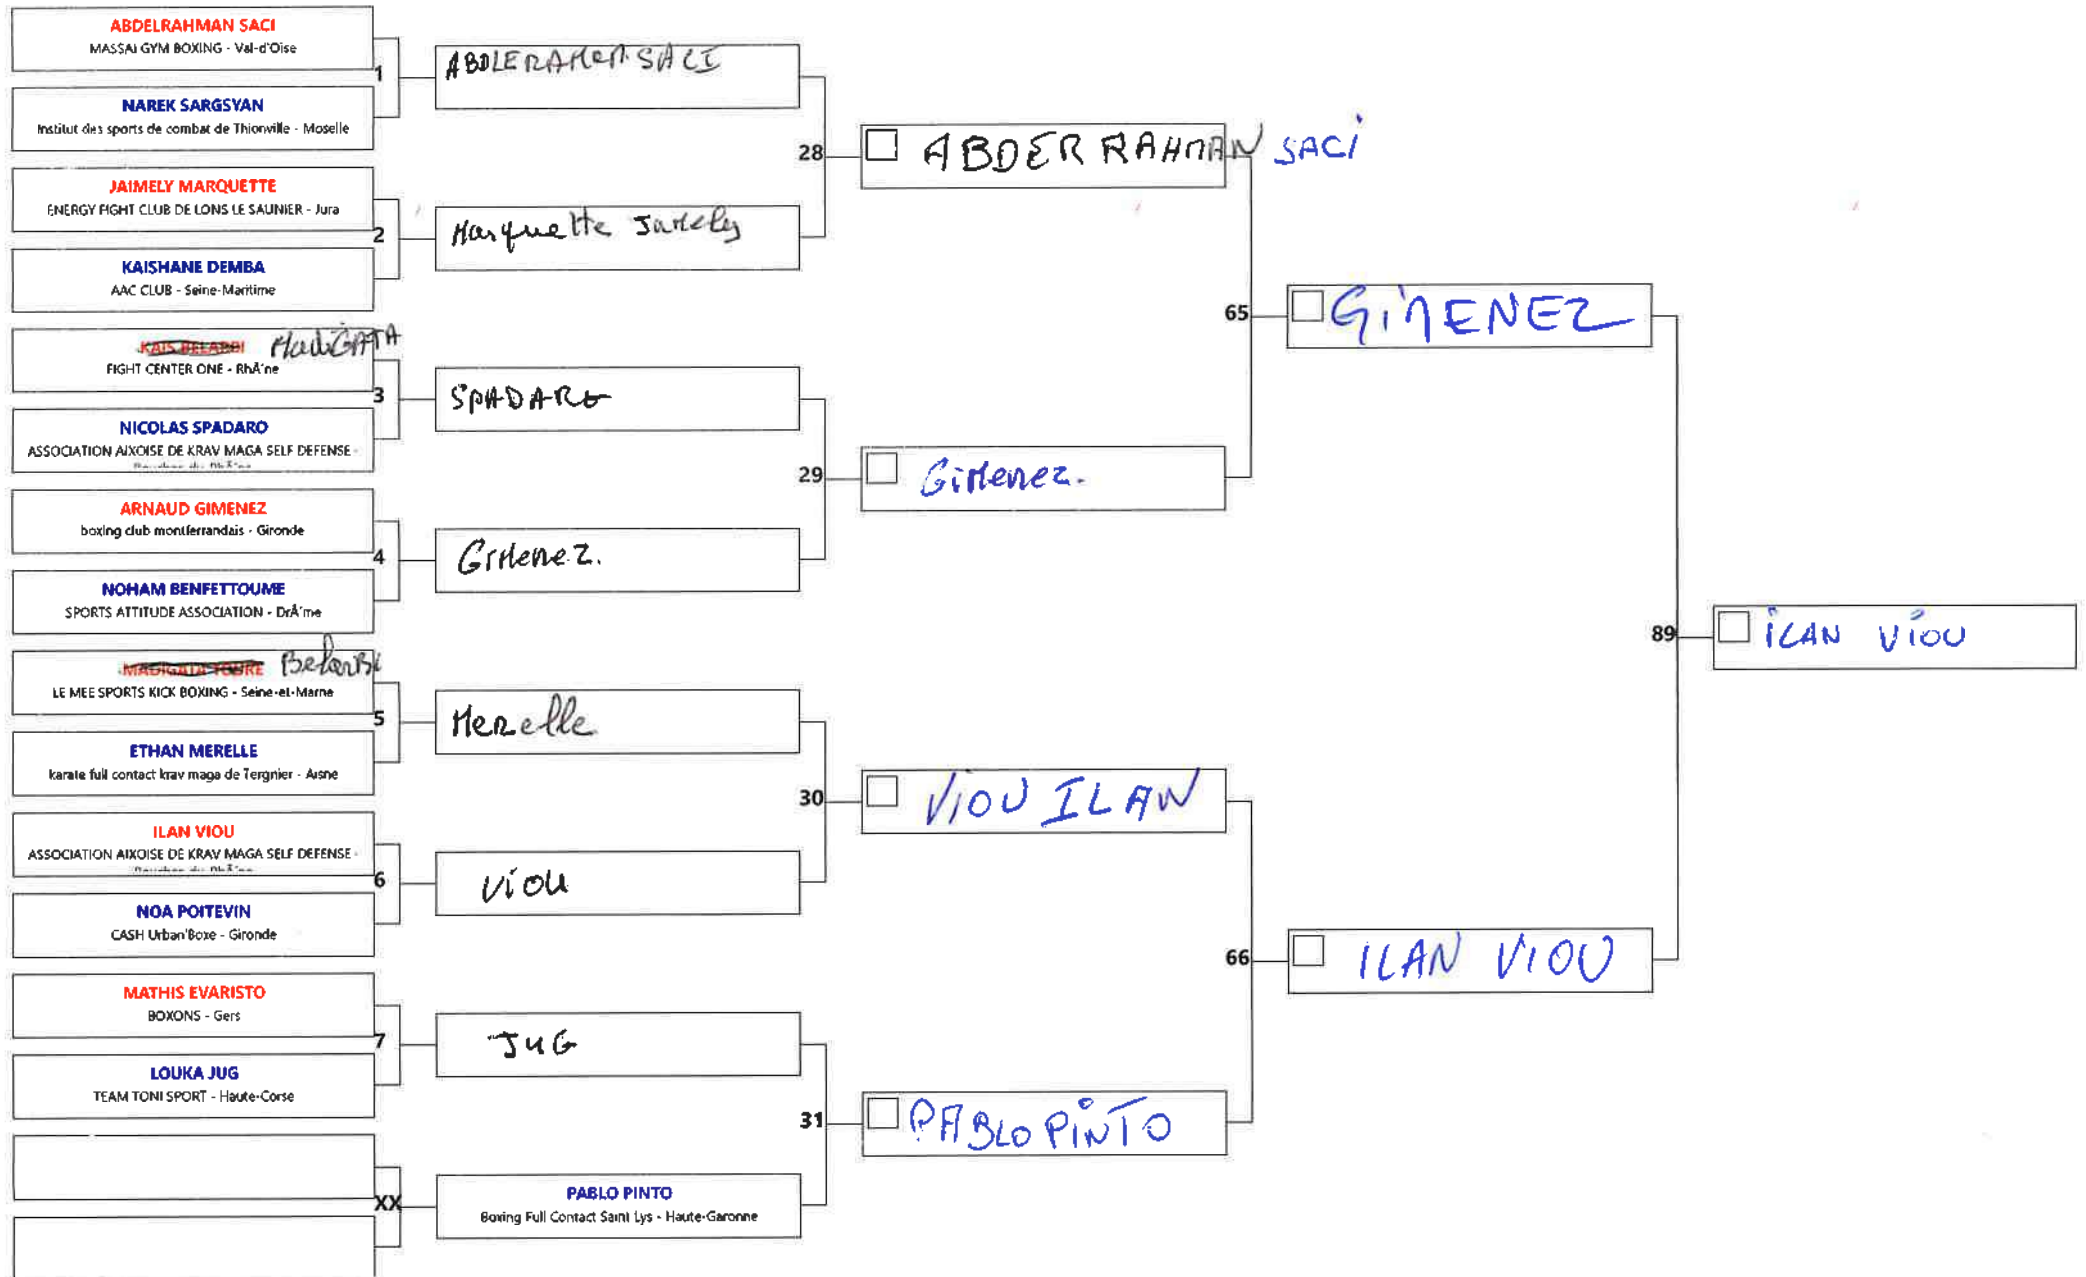 ABDELRAHMAN SACI
MASSAI GYM BOXING - Val-d'Oise
1
NAREK SARGSYAN
Institut des sports de combat de Thionville - Moselle
ABDLERAHEM SACI
28
ABDERRAHMAN SACI
JAIMELY MARQUETTE
ENERGY FIGHT CLUB DE LONS LE SAUNIER - Jura
2
KAISHANE DEMBA
AAC CLUB - Seine-Maritime
Marquette Jamely
65
GIMENEZ
KAIS BELARBI MadiGATA
FIGHT CENTER ONE - RhÃ´ne
3
NICOLAS SPADARO
ASSOCIATION AIXOISE DE KRAV MAGA SELF DEFENSE -
SPADARO
29
Gimenez.
ARNAUD GIMENEZ
boxing club montferrandais - Gironde
4
NOHAM BENFETTOUME
SPORTS ATTITUDE ASSOCIATION - DrÃ´me
Gimenez.
89
ILAN VIOU
MADIGATA TOURE BelarBi
LE MEE SPORTS KICK BOXING - Seine-et-Marne
5
ETHAN MERELLE
karate full contact krav maga de Tergnier - Aisne
Merelle
30
VIOU ILAN
ILAN VIOU
ASSOCIATION AIXOISE DE KRAV MAGA SELF DEFENSE -
6
NOA POITEVIN
CASH Urban'Boxe - Gironde
Viou
66
ILAN VIOU
MATHIS EVARISTO
BOXONS - Gers
7
LOUKA JUG
TEAM TONI SPORT - Haute-Corse
JUG
31
PABLO PINTO
XX
PABLO PINTO
Boxing Full Contact Saint Lys - Haute-Garonne